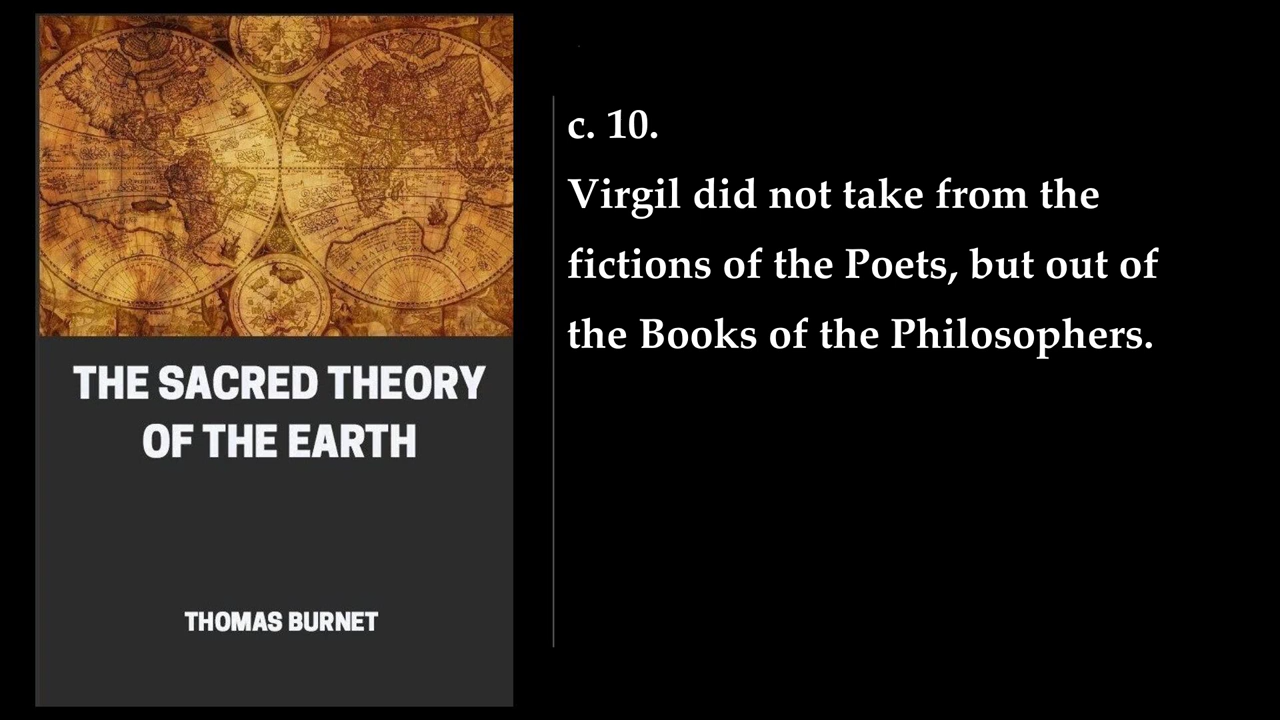 THE SACRED THEORY
OF THE EARTH
THOMAS BURNET
c. 10.
Virgil did not take from the
fictions of the Poets, but out of
the Books of the Philosophers.